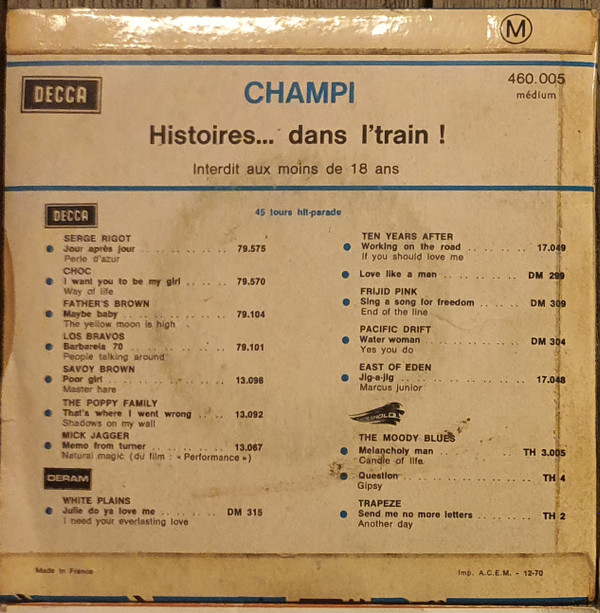 M
DECCA
CHAMPI
460.005
médium
Histoires... dans l'train !
Interdit aux moins de 18 ans
DECCA
45 tours hit-parade
SERGE RIGOT
Jour après jour .......... 79.575
Perle d'azur
CHOC
I want you to be my girl ...... 79.570
Way of life
FATHER'S BROWN
Maybe baby .......... 79.104
The yellow moon is high
LOS BRAVOS
Barbarela 70 .......... 79.101
People talking around
SAVOY BROWN
Poor girl .......... 13.098
Master hare
THE POPPY FAMILY
That's where I went wrong .... 13.092
Shadows on my wall
MICK JAGGER
Memo from turner .......... 13.067
Natural magic (du film : « Performance »)
DERAM
WHITE PLAINS
Julie do ya love me ........ DM 315
I need your everlasting love
TEN YEARS AFTER
Working on the road ........ 17.049
If you should love me
Love like a man .......... DM 299
FRIJID PINK
Sing a song for freedom ..... DM 309
End of the line
PACIFIC DRIFT
Water woman .......... DM 304
Yes you do
EAST OF EDEN
Jig-a-jig .......... 17.048
Marcus junior
THE MOODY BLUES
Melancholy man .......... TH 3.005
Candle of life
Question .......... TH 4
Gipsy
TRAPEZE
Send me no more letters ..... TH 2
Another day
Made in France
Imp. A.C.E.M. - 12-70